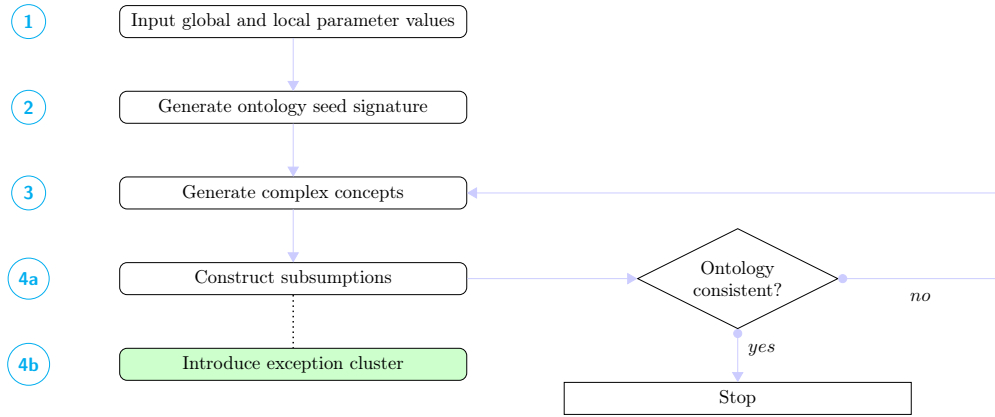 1
Input global and local parameter values
2
Generate ontology seed signature
3
Generate complex concepts
4a
Construct subsumptions
Ontology
consistent?
no
yes
4b
Introduce exception cluster
Stop